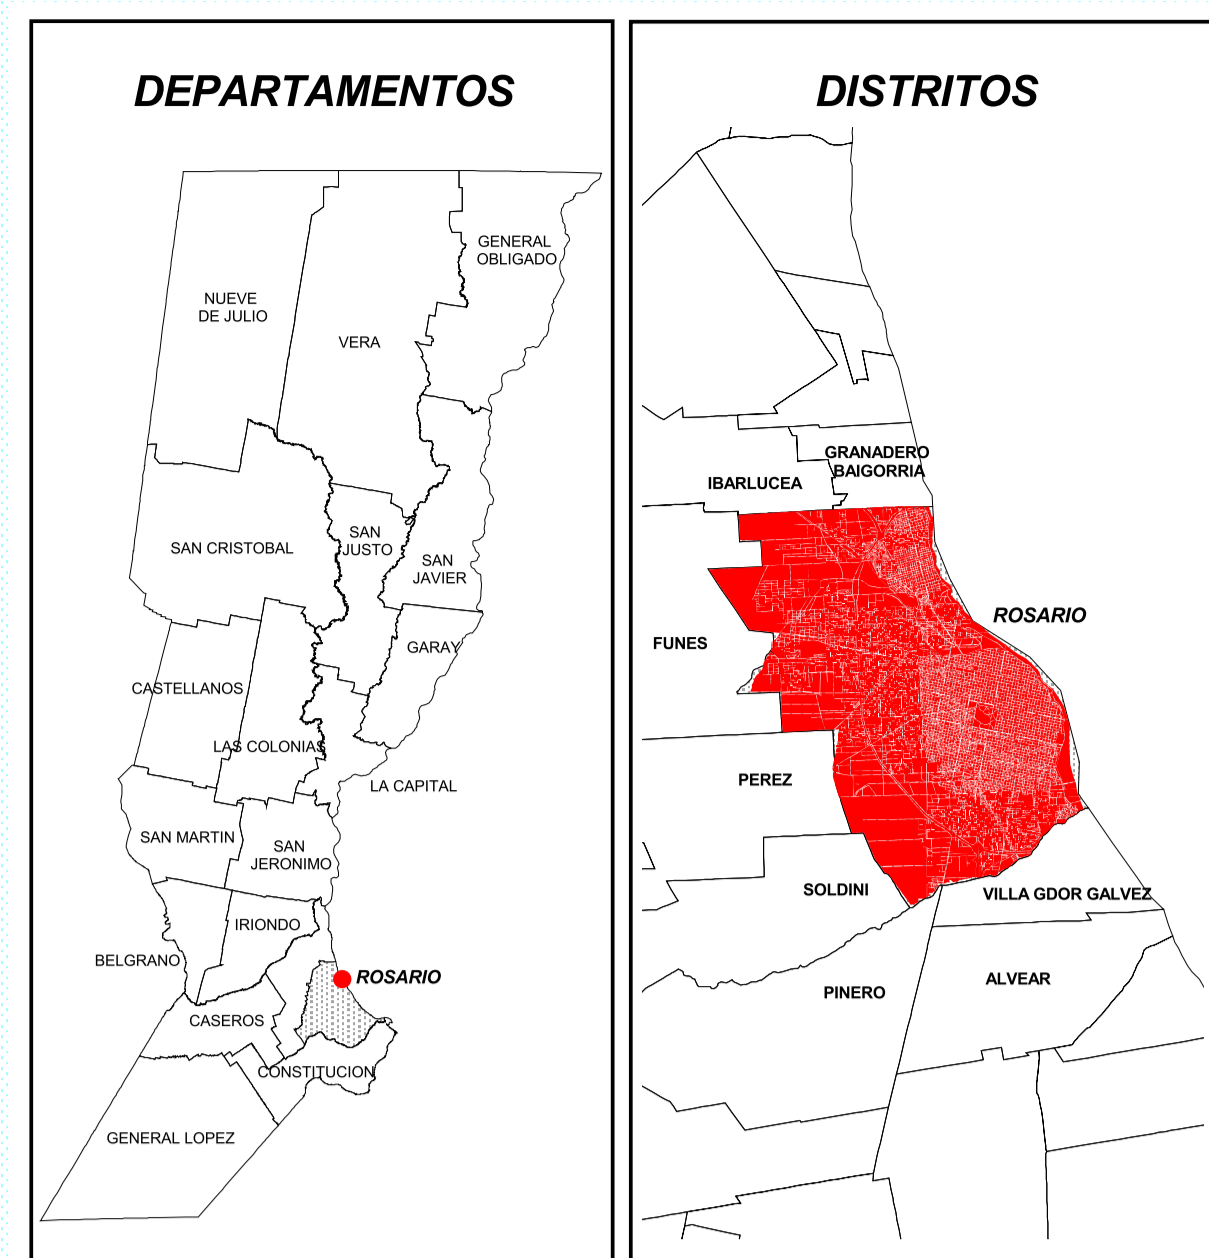 DEPARTAMENTOS
GENERAL
OBLIGADO
NUEVE
DE JULIO
VERA
SAN CRISTOBAL
SAN
JUSTO
SAN
JAVIER
GARAY
CASTELLANOS
LAS COLONIAS
LA CAPITAL
SAN MARTIN
SAN
JERONIMO
IRIONDO
BELGRANO
ROSARIO
CASEROS
CONSTITUCION
GENERAL LOPEZ
DISTRITOS
GRANADERO
BAIGORRIA
IBARLUCEA
ROSARIO
FUNES
PEREZ
SOLDINI
VILLA GDOR GALVEZ
PINERO
ALVEAR